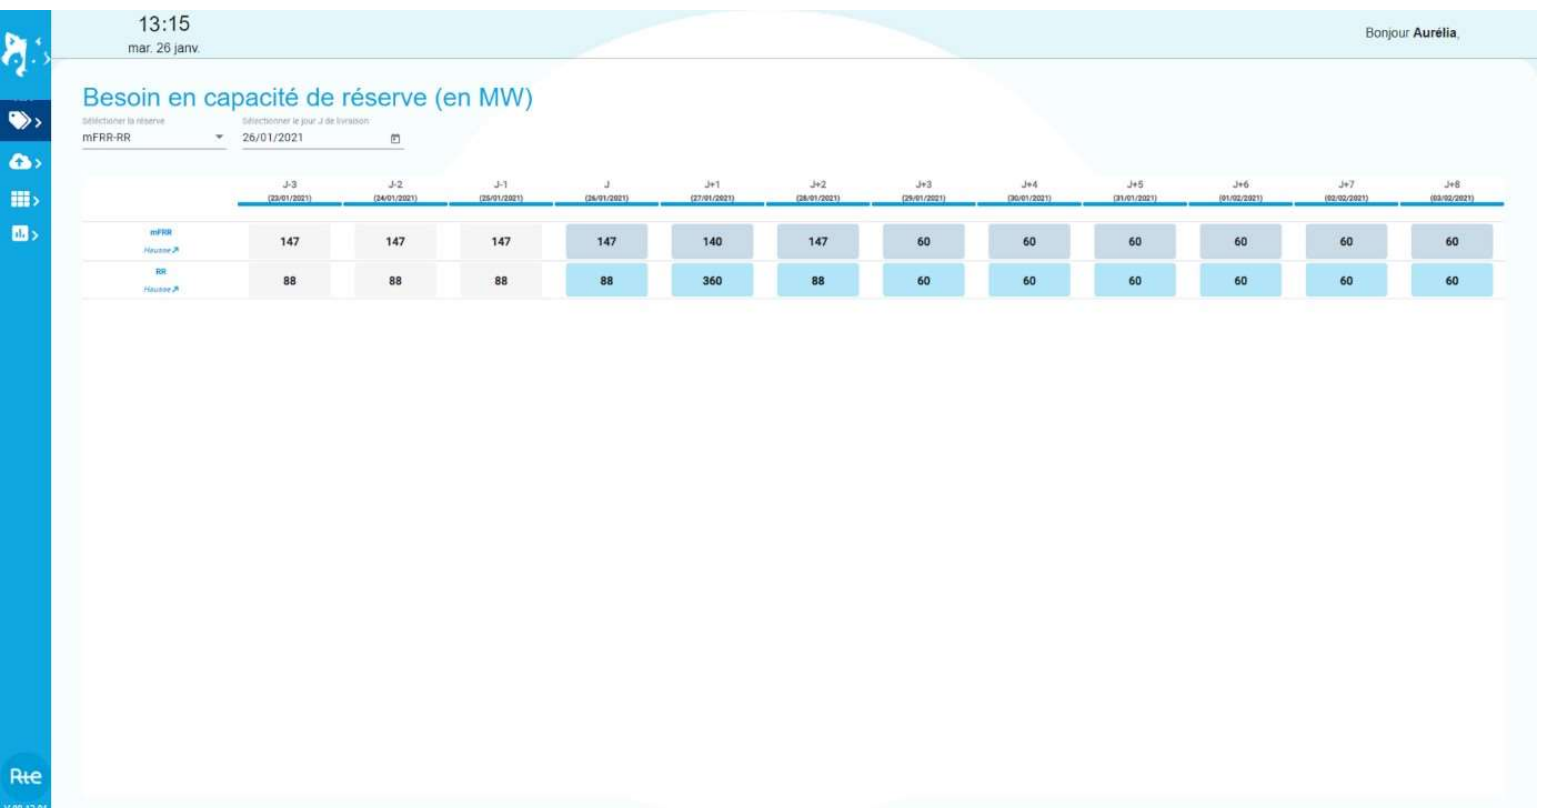 13:15
mar. 26 janv.
Bonjour Aurélia,
Besoin en capacité de réserve (en MW)
Sélectionner la réserve Sélectionner le jour J de livraison
mFRR-RR 26/01/2021
J-3 J-2 J-1 J J+1 J+2 J+3 J+4 J+5 J+6 J+7 J+8
(23/01/2021) (24/01/2021) (25/01/2021) (26/01/2021) (27/01/2021) (28/01/2021) (29/01/2021) (30/01/2021) (31/01/2021) (01/02/2021) (02/02/2021) (03/02/2021)
mFRR
Hausse 147 147 147 147 140 147 60 60 60 60 60 60
RR
Hausse 88 88 88 88 360 88 60 60 60 60 60 60
Rte